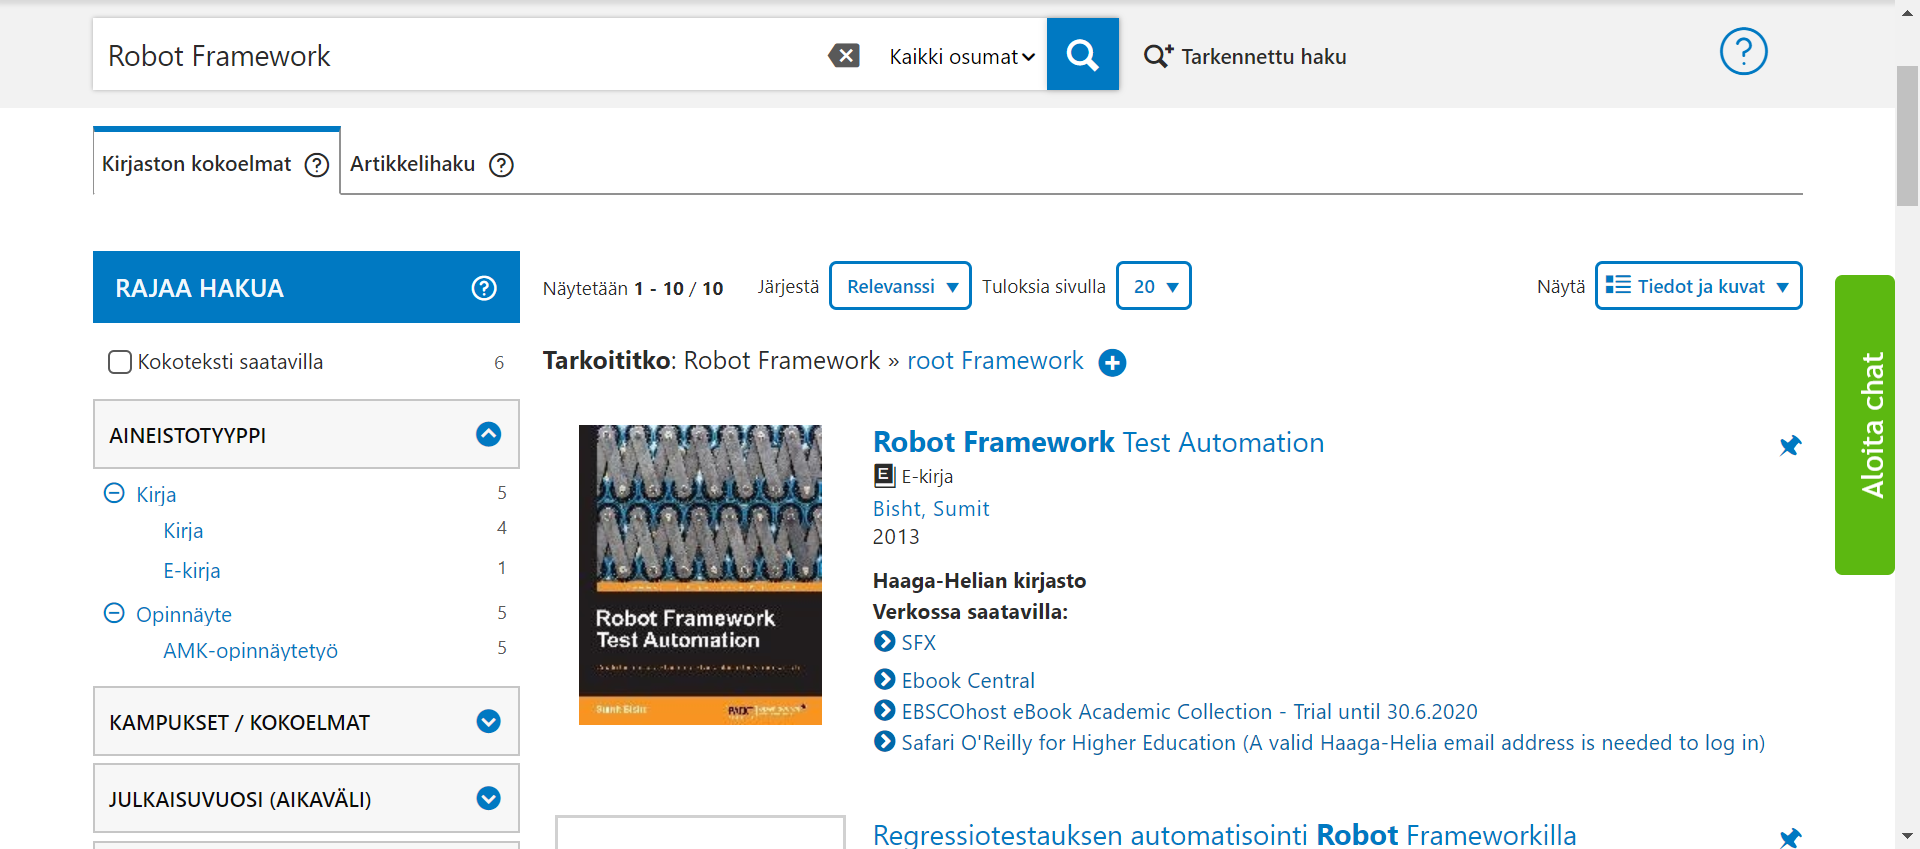 Robot Framework
Kaikki osumat
Tarkennettu haku
?
Kirjaston kokoelmat ?
Artikkelihaku ?
RAJAA HAKUA ?
Näytetään 1 - 10 / 10
Järjestä Relevanssi
Tuloksia sivulla 20
Näytä Tiedot ja kuvat
Kokoteksti saatavilla 6
AINEISTOTYYPPI
Kirja 5
Kirja 4
E-kirja 1
Opinnäyte 5
AMK-opinnäytetyö 5
KAMPUKSET / KOKOELMAT
JULKAISUVUOSI (AIKAVÄLI)
Tarkoititko: Robot Framework » root Framework
Robot Framework
Test Automation
Sumit Bisht
Robot Framework Test Automation
E E-kirja
Bisht, Sumit
2013
Haaga-Helian kirjasto
Verkossa saatavilla:
SFX
Ebook Central
EBSCOhost eBook Academic Collection - Trial until 30.6.2020
Safari O'Reilly for Higher Education (A valid Haaga-Helia email address is needed to log in)
Regressiotestauksen automatisointi Robot Frameworkilla
Aloita chat